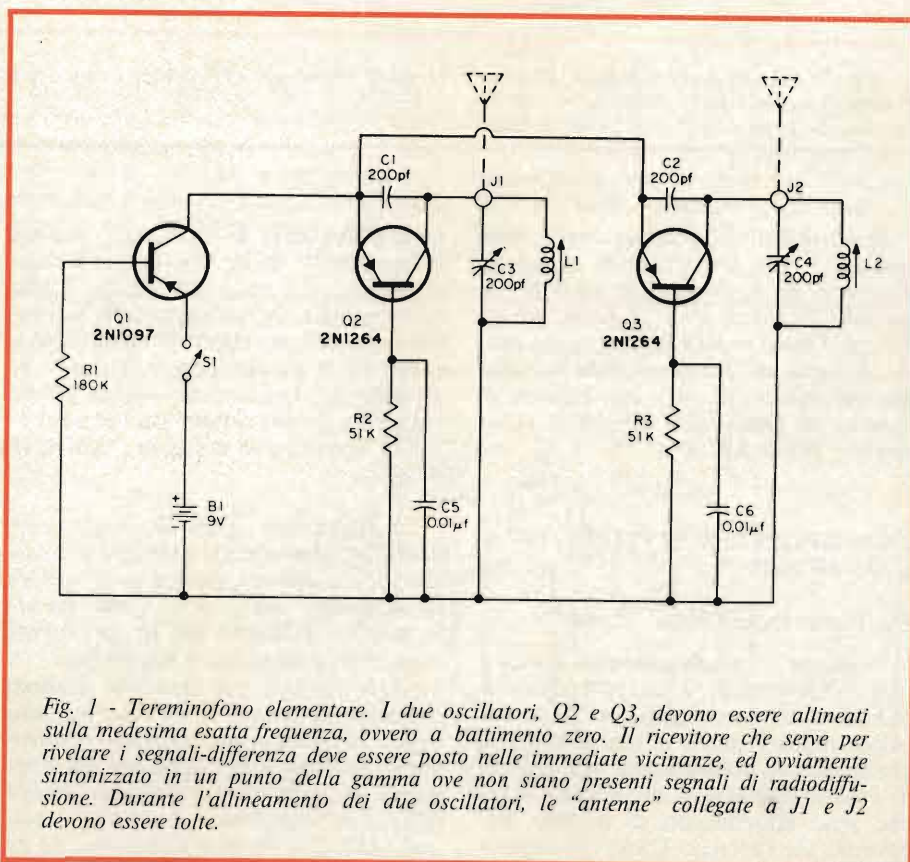 C1
200pf
J1
C2
200pf
J2
C3
200pf
L1
C4
200pf
L2
Q1
2N1097
Q2
2N1264
Q3
2N1264
S1
R1
180K
R2
51K
R3
51K
+
B1
9V
-
C5
0.01µf
C6
0.01µf
Fig. 1 - Tereminofono elementare. I due oscillatori, Q2 e Q3, devono essere allineati
sulla medesima esatta frequenza, ovvero a battimento zero. Il ricevitore che serve per
rivelare i segnali-differenza deve essere posto nelle immediate vicinanze, ed ovviamente
sintonizzato in un punto della gamma ove non siano presenti segnali di radiodiffu-
sione. Durante l'allineamento dei due oscillatori, le "antenne" collegate a J1 e J2
devono essere tolte.